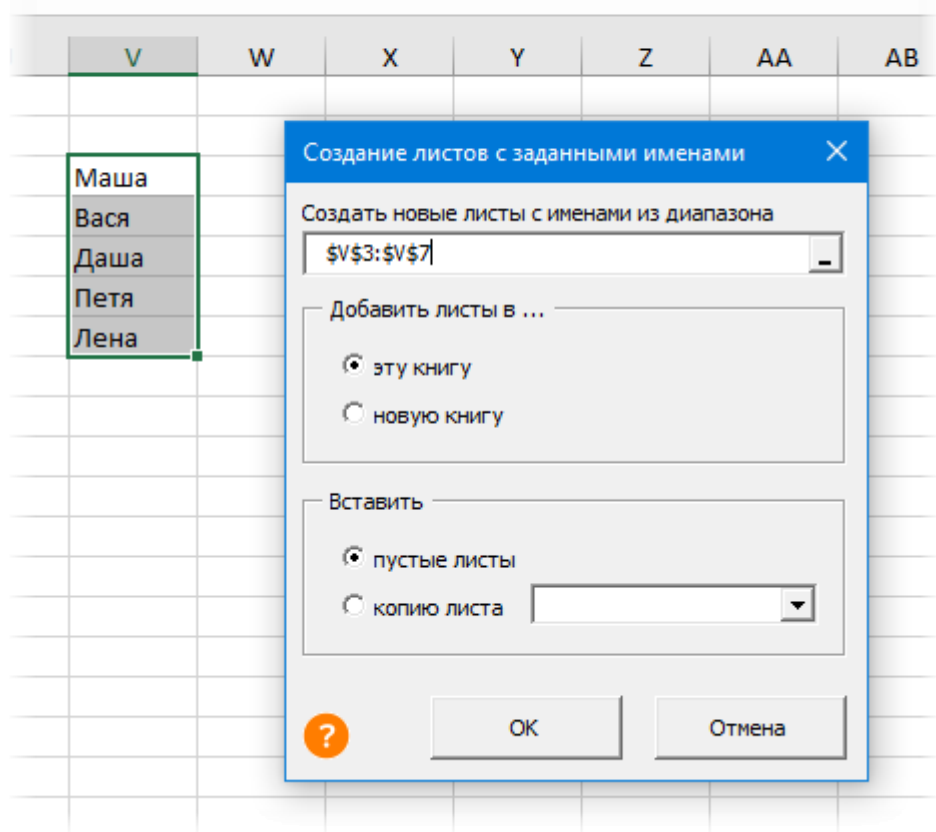 V W X Y Z AA AB
Создание листов с заданными именами
Маша
Вася
Даша
Петя
Лена
Создать новые листы с именами из диапазона
$V$3:$V$7
Добавить листы в ...
эту книгу
новую книгу
Вставить
пустые листы
копию листа
?
ОК
Отмена